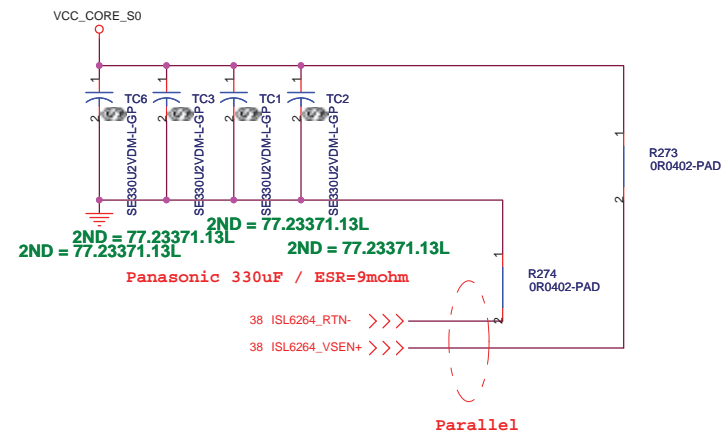 VCC_CORE_S0
1
1
1
1
TC6
TC3
TC1
TC2
2
2
2
2
SE330U2VDM-L-GP
SE330U2VDM-L-GP
SE330U2VDM-L-GP
SE330U2VDM-L-GP
1
R273
0R0402-PAD
2
2ND = 77.23371.13L
2ND = 77.23371.13L
2ND = 77.23371.13L
2ND = 77.23371.13L
Panasonic 330uF / ESR=9mohm
1
R274
0R0402-PAD
2
38 ISL6264_RTN-
38 ISL6264_VSEN+
Parallel